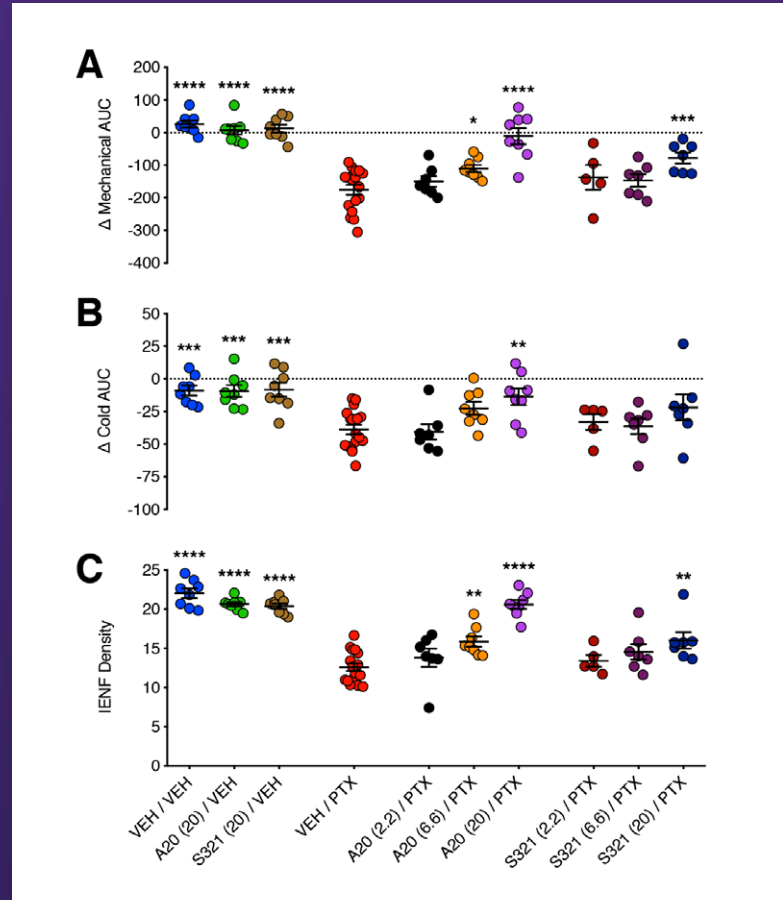 A
Δ Mechanical AUC
200
100
0
-100
-200
-300
-400
**** **** **** * **** ***
B
Δ Cold AUC
50
25
0
-25
-50
-75
-100
*** *** *** **
C
IENF Density
25
20
15
10
5
0
**** **** **** ** **** **
VEH / VEH
A20 (20) / VEH
S321 (20) / VEH
VEH / PTX
A20 (2.2) / PTX
A20 (6.6) / PTX
A20 (20) / PTX
S321 (2.2) / PTX
S321 (6.6) / PTX
S321 (20) / PTX